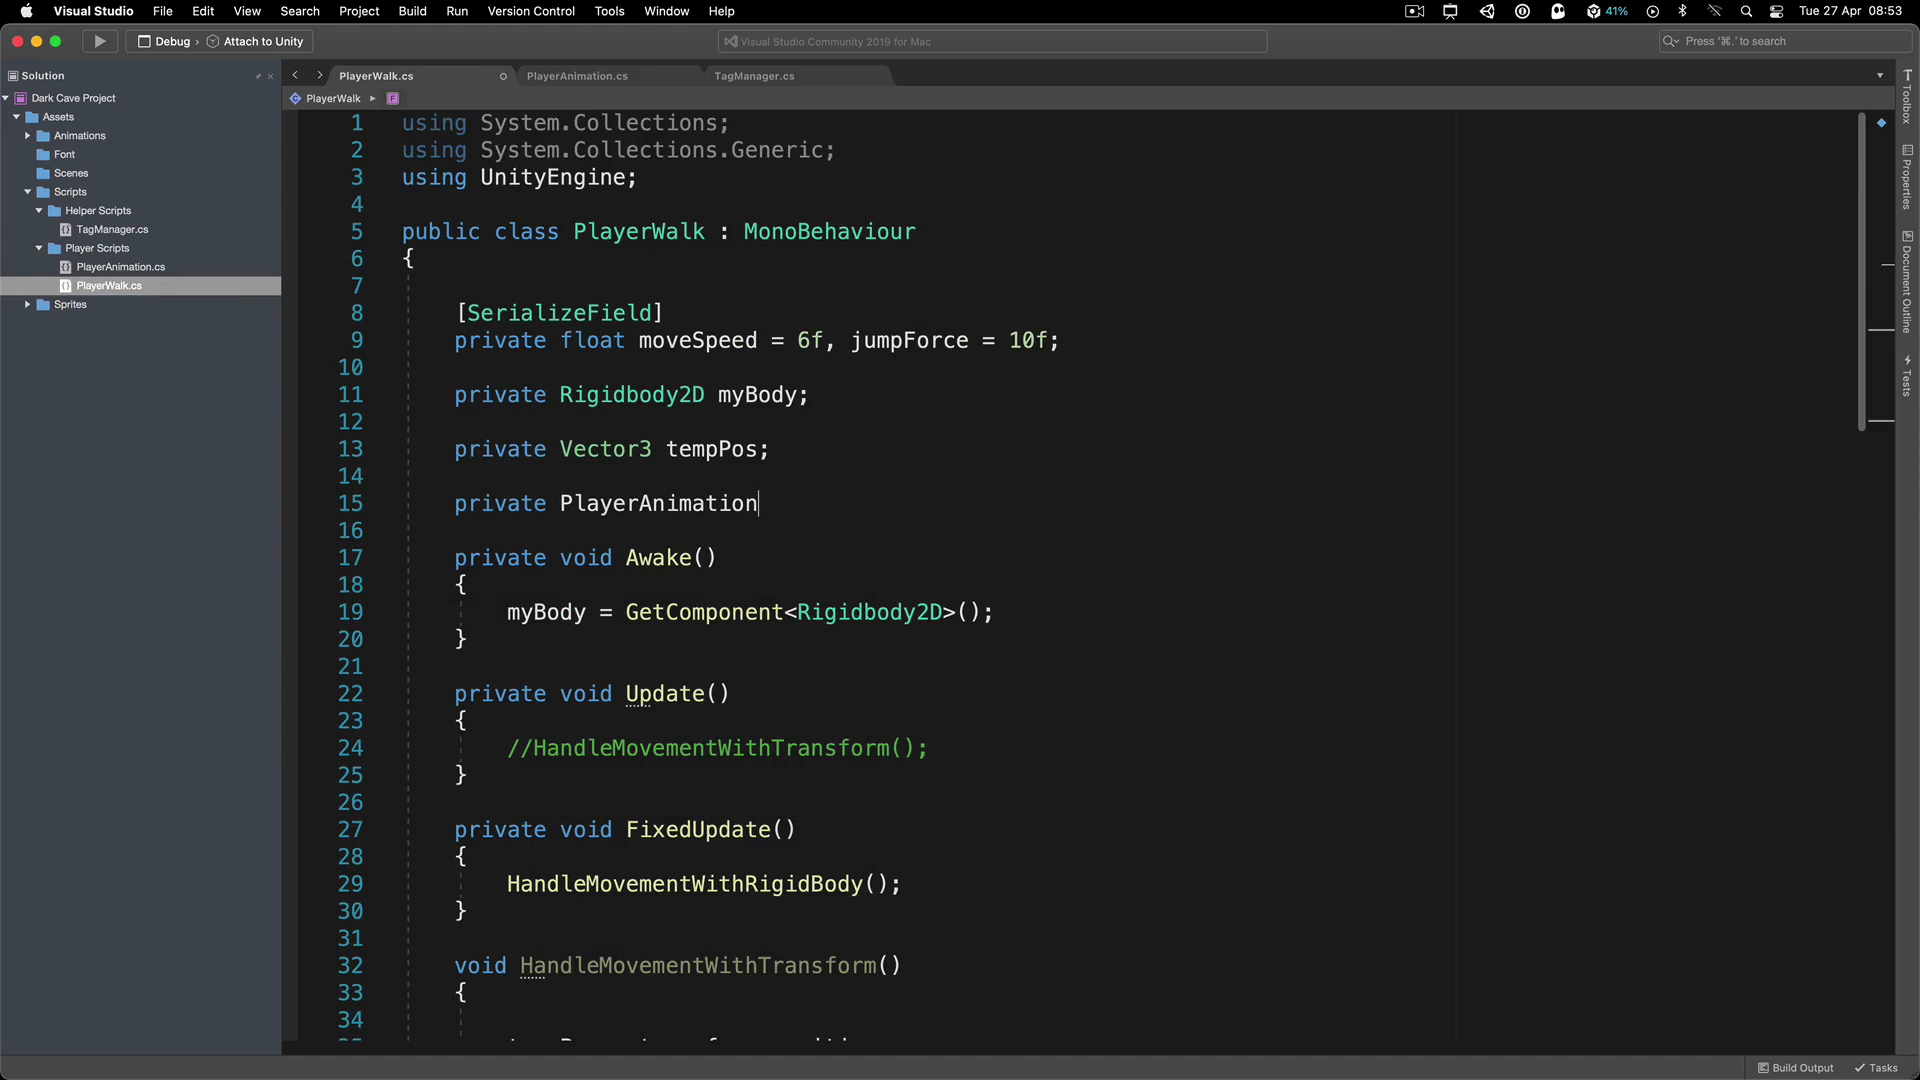 Visual Studio File Edit View Search Project Build Run Version Control Tools Window Help 41% Tue 27 Apr 08:53
Debug › Attach to Unity Visual Studio Community 2019 for Mac Press '⌘.' to search
Solution
PlayerWalk.cs PlayerAnimation.cs TagManager.cs
PlayerWalk
Dark Cave Project
Assets
Animations
Font
Scenes
Scripts
Helper Scripts
TagManager.cs
Player Scripts
PlayerAnimation.cs
PlayerWalk.cs
Sprites
1 using System.Collections;
2 using System.Collections.Generic;
3 using UnityEngine;
4
5 public class PlayerWalk : MonoBehaviour
6 {
7
8 [SerializeField]
9 private float moveSpeed = 6f, jumpForce = 10f;
10
11 private Rigidbody2D myBody;
12
13 private Vector3 tempPos;
14
15 private PlayerAnimation
16
17 private void Awake()
18 {
19 myBody = GetComponent<Rigidbody2D>();
20 }
21
22 private void Update()
23 {
24 //HandleMovementWithTransform();
25 }
26
27 private void FixedUpdate()
28 {
29 HandleMovementWithRigidBody();
30 }
31
32 void HandleMovementWithTransform()
33 {
34
Toolbox
Properties
Document Outline
Tests
Build Output Tasks